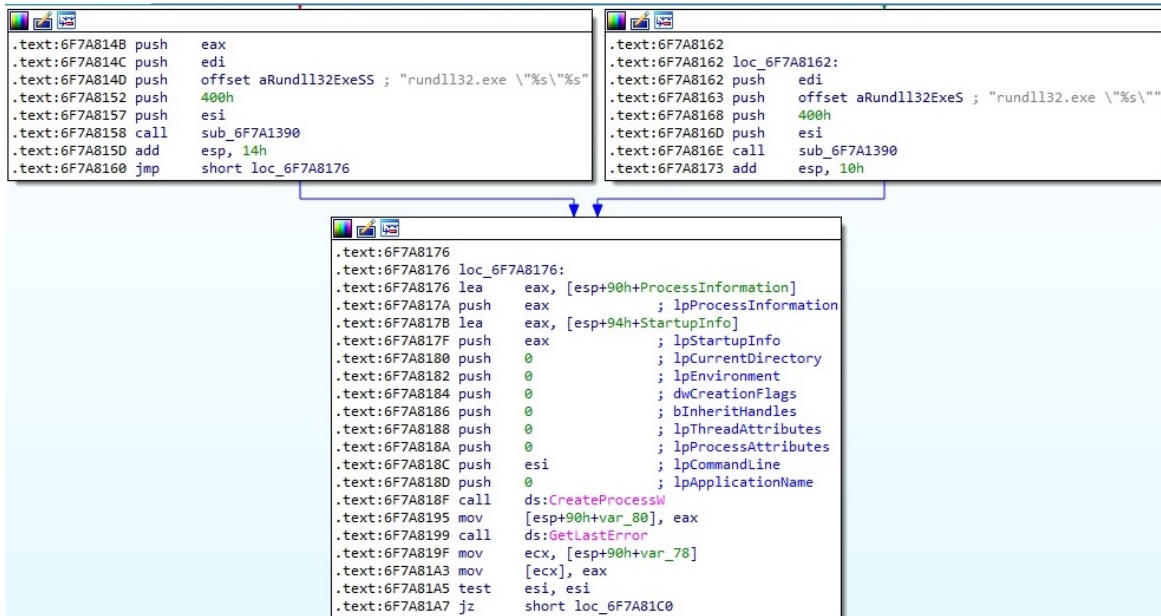 .text:6F7A814B push eax
.text:6F7A814C push edi
.text:6F7A814D push offset aRundll32ExeSS ; "rundll32.exe \"%s\"%s"
.text:6F7A8152 push 400h
.text:6F7A8157 push esi
.text:6F7A8158 call sub_6F7A1390
.text:6F7A815D add esp, 14h
.text:6F7A8160 jmp short loc_6F7A8176
.text:6F7A8162
.text:6F7A8162 loc_6F7A8162:
.text:6F7A8162 push edi
.text:6F7A8163 push offset aRundll32ExeS ; "rundll32.exe \"%s\""
.text:6F7A8168 push 400h
.text:6F7A816D push esi
.text:6F7A816E call sub_6F7A1390
.text:6F7A8173 add esp, 10h
.text:6F7A8176
.text:6F7A8176 loc_6F7A8176:
.text:6F7A8176 lea eax, [esp+90h+ProcessInformation]
.text:6F7A817A push eax ; lpProcessInformation
.text:6F7A817B lea eax, [esp+94h+StartupInfo]
.text:6F7A817F push eax ; lpStartupInfo
.text:6F7A8180 push 0 ; lpCurrentDirectory
.text:6F7A8182 push 0 ; lpEnvironment
.text:6F7A8184 push 0 ; dwCreationFlags
.text:6F7A8186 push 0 ; bInheritHandles
.text:6F7A8188 push 0 ; lpThreadAttributes
.text:6F7A818A push 0 ; lpProcessAttributes
.text:6F7A818C push esi ; lpCommandLine
.text:6F7A818D push 0 ; lpApplicationName
.text:6F7A818F call ds:CreateProcessW
.text:6F7A8195 mov [esp+90h+var_80], eax
.text:6F7A8199 call ds:GetLastError
.text:6F7A819F mov ecx, [esp+90h+var_78]
.text:6F7A81A3 mov [ecx], eax
.text:6F7A81A5 test esi, esi
.text:6F7A81A7 jz short loc_6F7A81C0